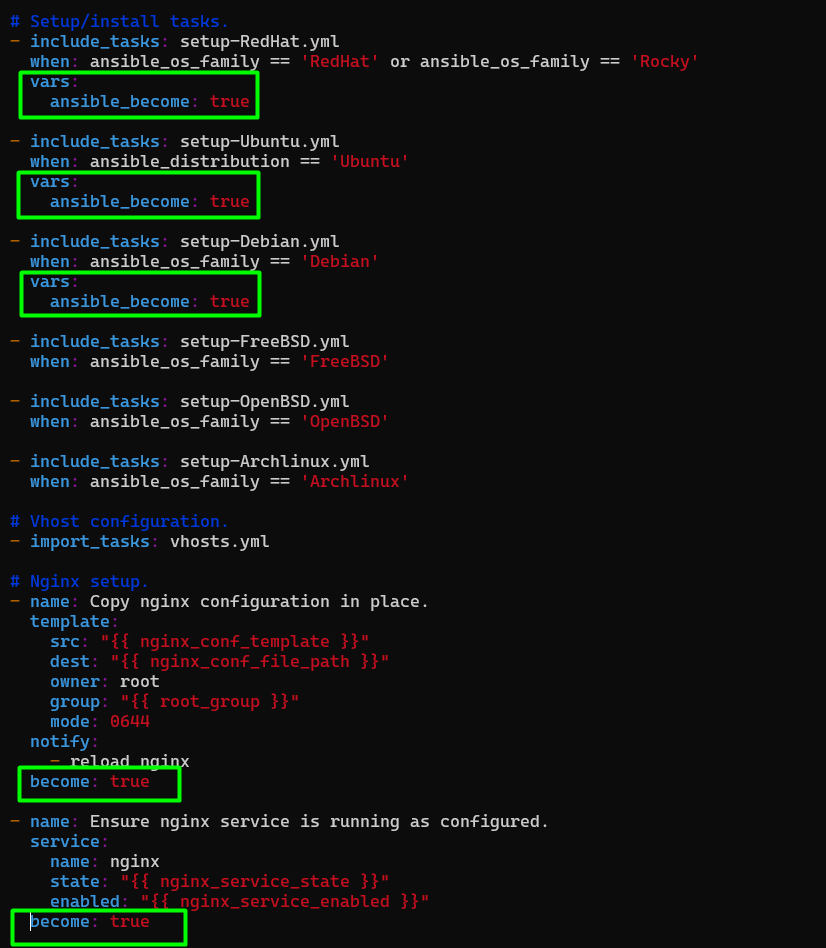 # Setup/install tasks.
- include_tasks: setup-RedHat.yml
  when: ansible_os_family == 'RedHat' or ansible_os_family == 'Rocky'
  vars:
    ansible_become: true

- include_tasks: setup-Ubuntu.yml
  when: ansible_distribution == 'Ubuntu'
  vars:
    ansible_become: true

- include_tasks: setup-Debian.yml
  when: ansible_os_family == 'Debian'
  vars:
    ansible_become: true

- include_tasks: setup-FreeBSD.yml
  when: ansible_os_family == 'FreeBSD'

- include_tasks: setup-OpenBSD.yml
  when: ansible_os_family == 'OpenBSD'

- include_tasks: setup-Archlinux.yml
  when: ansible_os_family == 'Archlinux'

# Vhost configuration.
- import_tasks: vhosts.yml

# Nginx setup.
- name: Copy nginx configuration in place.
  template:
    src: "{{ nginx_conf_template }}"
    dest: "{{ nginx_conf_file_path }}"
    owner: root
    group: "{{ root_group }}"
    mode: 0644
  notify:
    - reload nginx
  become: true

- name: Ensure nginx service is running as configured.
  service:
    name: nginx
    state: "{{ nginx_service_state }}"
    enabled: "{{ nginx_service_enabled }}"
  become: true